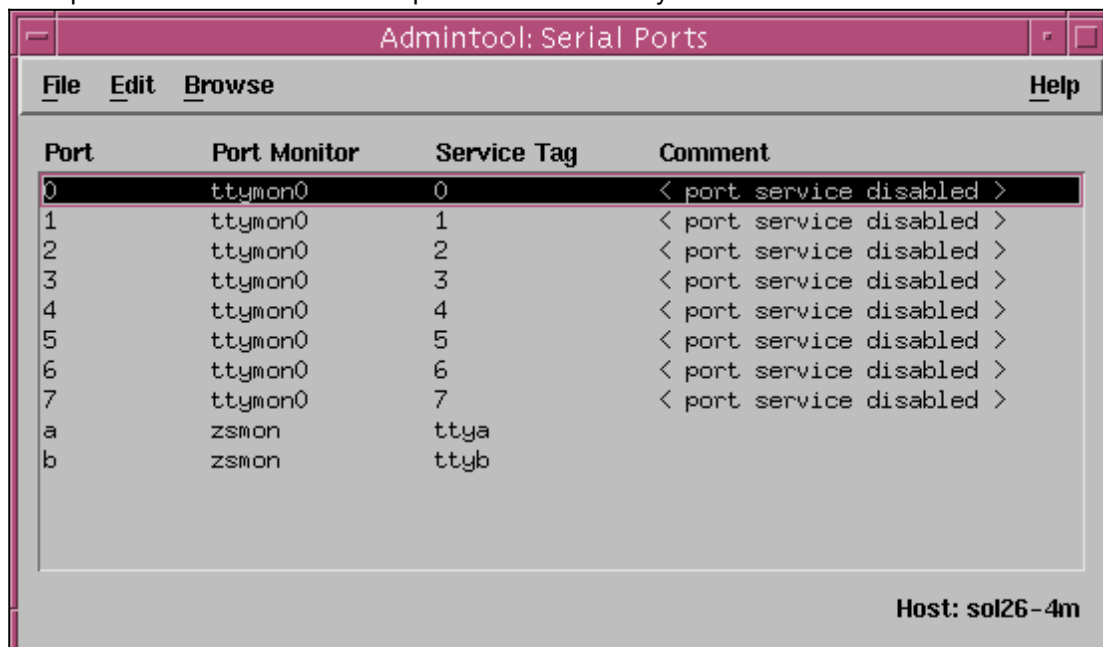 Admintool: Serial Ports
File Edit Browse Help
Port Port Monitor Service Tag Comment
0 ttymon0 0 < port service disabled >
1 ttymon0 1 < port service disabled >
2 ttymon0 2 < port service disabled >
3 ttymon0 3 < port service disabled >
4 ttymon0 4 < port service disabled >
5 ttymon0 5 < port service disabled >
6 ttymon0 6 < port service disabled >
7 ttymon0 7 < port service disabled >
a zsmon ttya
b zsmon ttyb
Host: sol26-4m